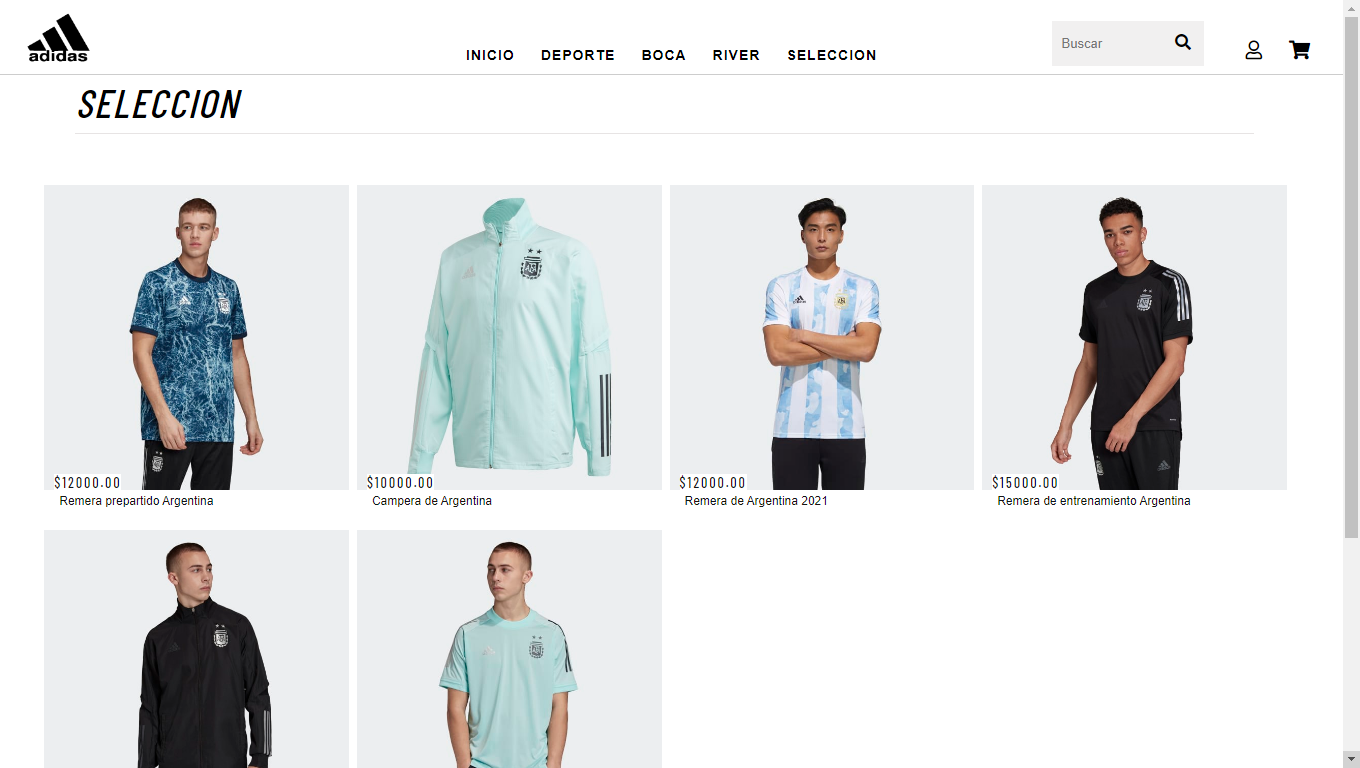 adidas
INICIO DEPORTE BOCA RIVER SELECCION
Buscar
SELECCION
$12000.00
Remera prepartido Argentina
$10000.00
Campera de Argentina
$12000.00
Remera de Argentina 2021
$15000.00
Remera de entrenamiento Argentina